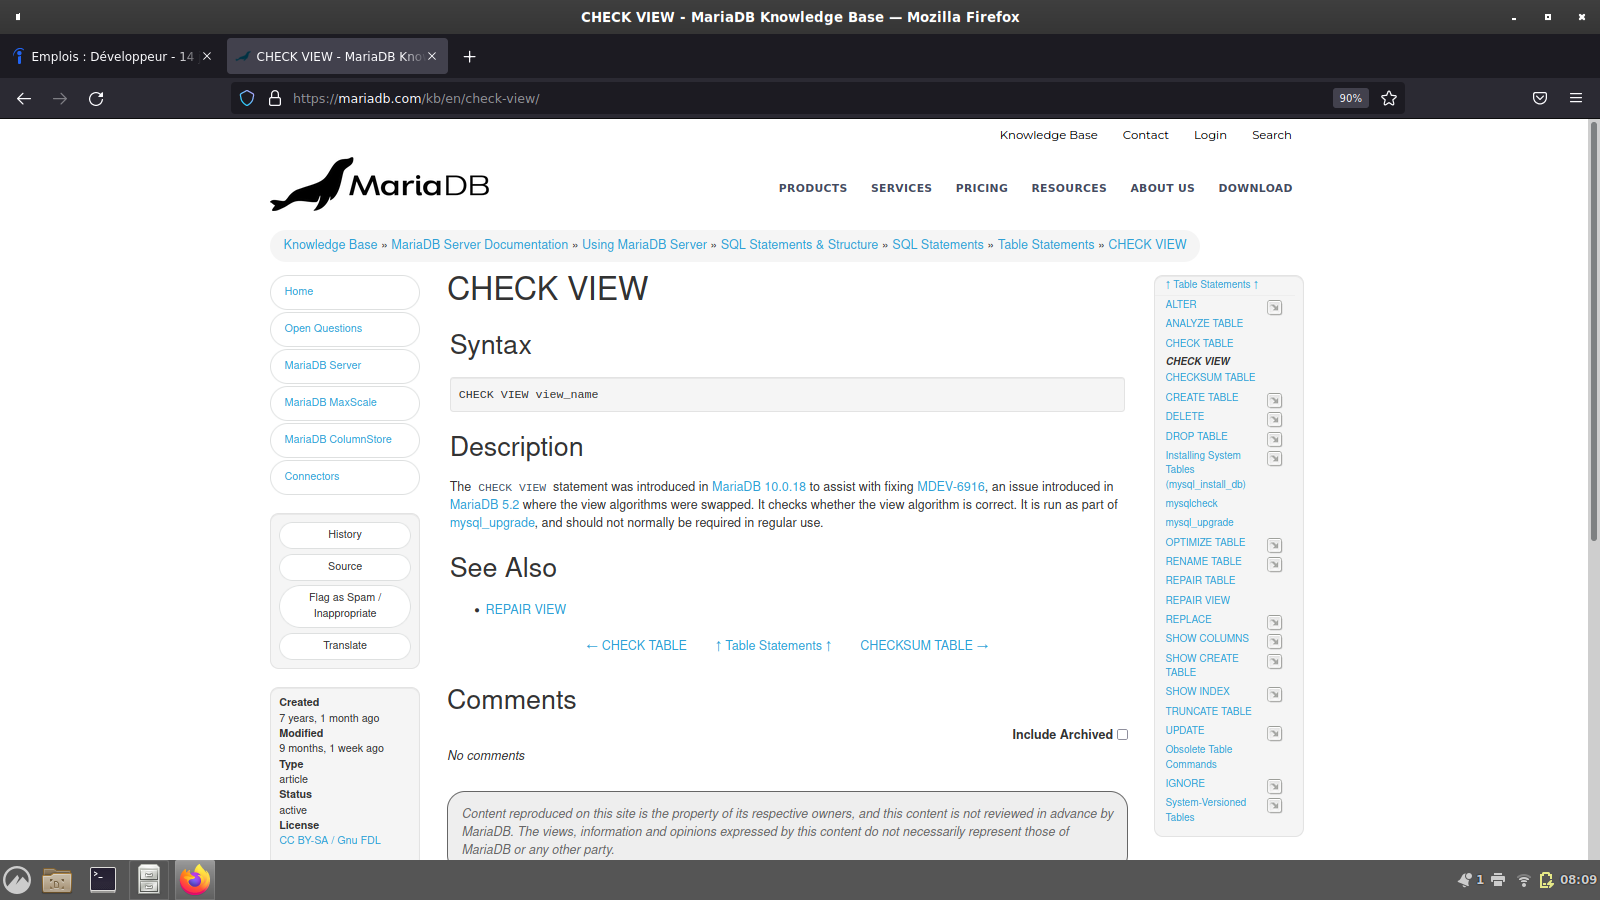 CHECK VIEW - MariaDB Knowledge Base — Mozilla Firefox
Emplois : Développeur - 14
CHECK VIEW - MariaDB Kno
https://mariadb.com/kb/en/check-view/
90%
Knowledge Base Contact Login Search
MariaDB
PRODUCTS SERVICES PRICING RESOURCES ABOUT US DOWNLOAD
Knowledge Base » MariaDB Server Documentation » Using MariaDB Server » SQL Statements & Structure » SQL Statements » Table Statements » CHECK VIEW
Home
Open Questions
MariaDB Server
MariaDB MaxScale
MariaDB ColumnStore
Connectors
History
Source
Flag as Spam /
Inappropriate
Translate
Created
7 years, 1 month ago
Modified
9 months, 1 week ago
Type
article
Status
active
License
CC BY-SA / Gnu FDL
CHECK VIEW
Syntax
CHECK VIEW view_name
Description
The CHECK VIEW statement was introduced in MariaDB 10.0.18 to assist with fixing MDEV-6916, an issue introduced in
MariaDB 5.2 where the view algorithms were swapped. It checks whether the view algorithm is correct. It is run as part of
mysql_upgrade, and should not normally be required in regular use.
See Also
• REPAIR VIEW
← CHECK TABLE ↑ Table Statements ↑ CHECKSUM TABLE →
Comments
Include Archived
No comments
Content reproduced on this site is the property of its respective owners, and this content is not reviewed in advance by
MariaDB. The views, information and opinions expressed by this content do not necessarily represent those of
MariaDB or any other party.
↑ Table Statements ↑
ALTER
ANALYZE TABLE
CHECK TABLE
CHECK VIEW
CHECKSUM TABLE
CREATE TABLE
DELETE
DROP TABLE
Installing System
Tables
(mysql_install_db)
mysqlcheck
mysql_upgrade
OPTIMIZE TABLE
RENAME TABLE
REPAIR TABLE
REPAIR VIEW
REPLACE
SHOW COLUMNS
SHOW CREATE
TABLE
SHOW INDEX
TRUNCATE TABLE
UPDATE
Obsolete Table
Commands
IGNORE
System-Versioned
Tables
1
08:09